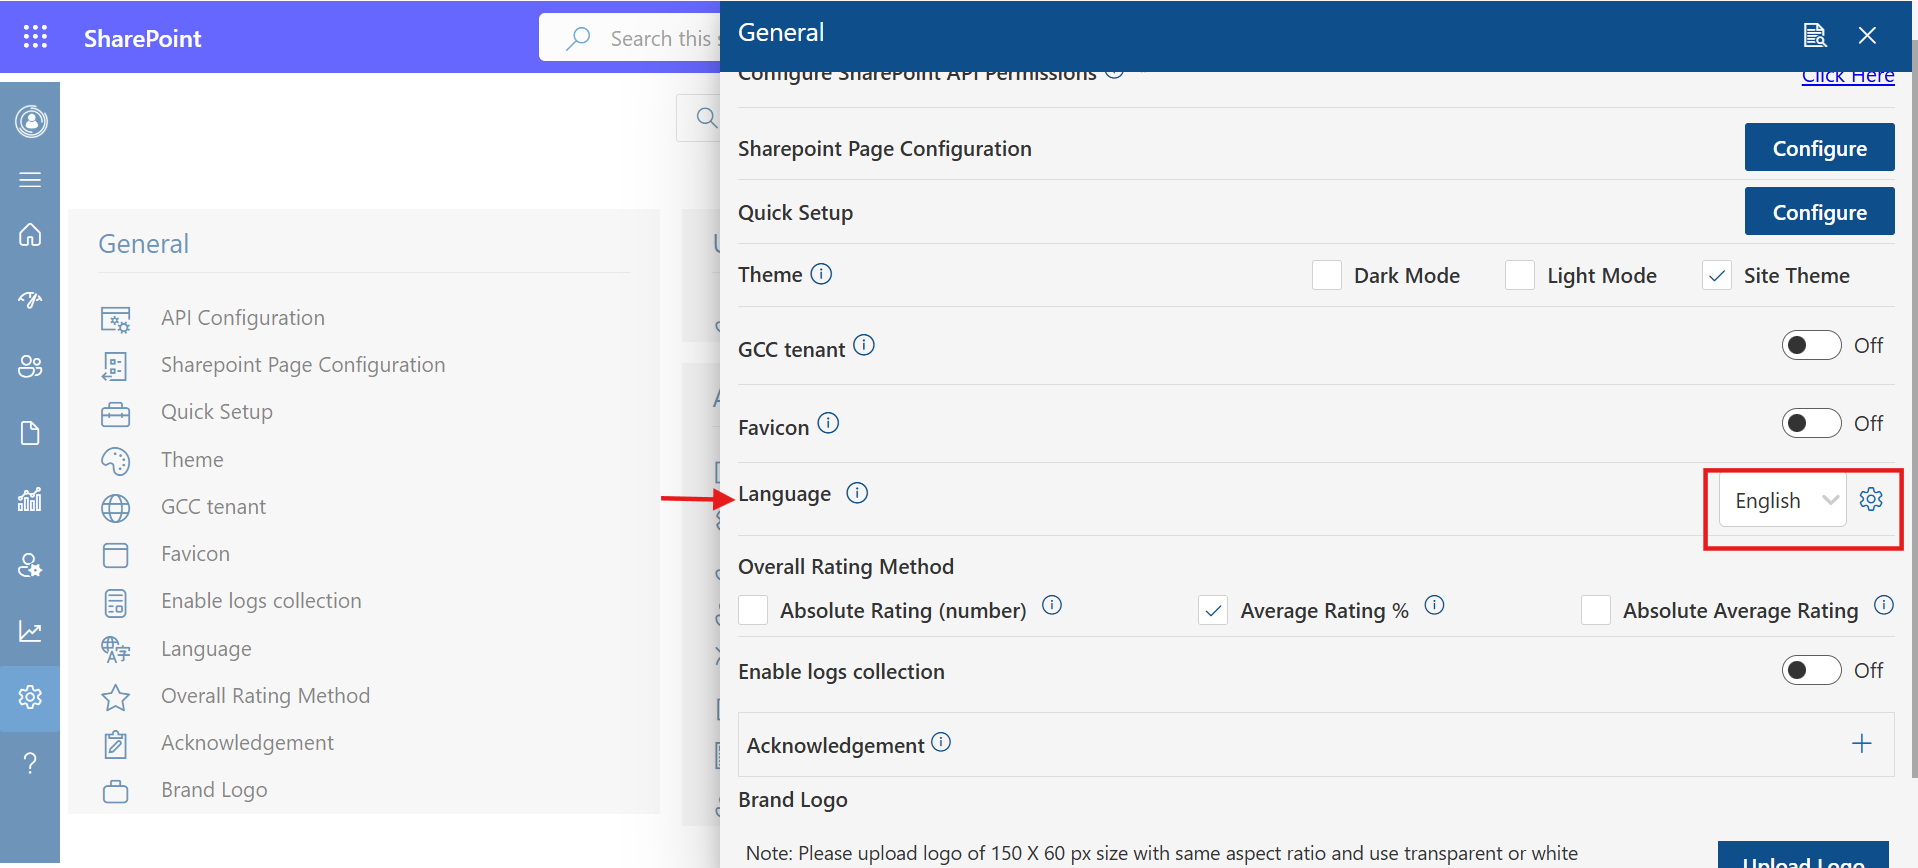 SharePoint
Search this
General
API Configuration
Sharepoint Page Configuration
Quick Setup
Theme
GCC tenant
Favicon
Enable logs collection
Language
Overall Rating Method
Acknowledgement
Brand Logo
General
Configure SharePoint API Permissions
Click Here
Sharepoint Page Configuration
Configure
Quick Setup
Configure
Theme
Dark Mode
Light Mode
Site Theme
GCC tenant
Off
Favicon
Off
Language
English
Overall Rating Method
Absolute Rating (number)
Average Rating %
Absolute Average Rating
Enable logs collection
Off
Acknowledgement
Brand Logo
Note: Please upload logo of 150 X 60 px size with same aspect ratio and use transparent or white
Upload Logo